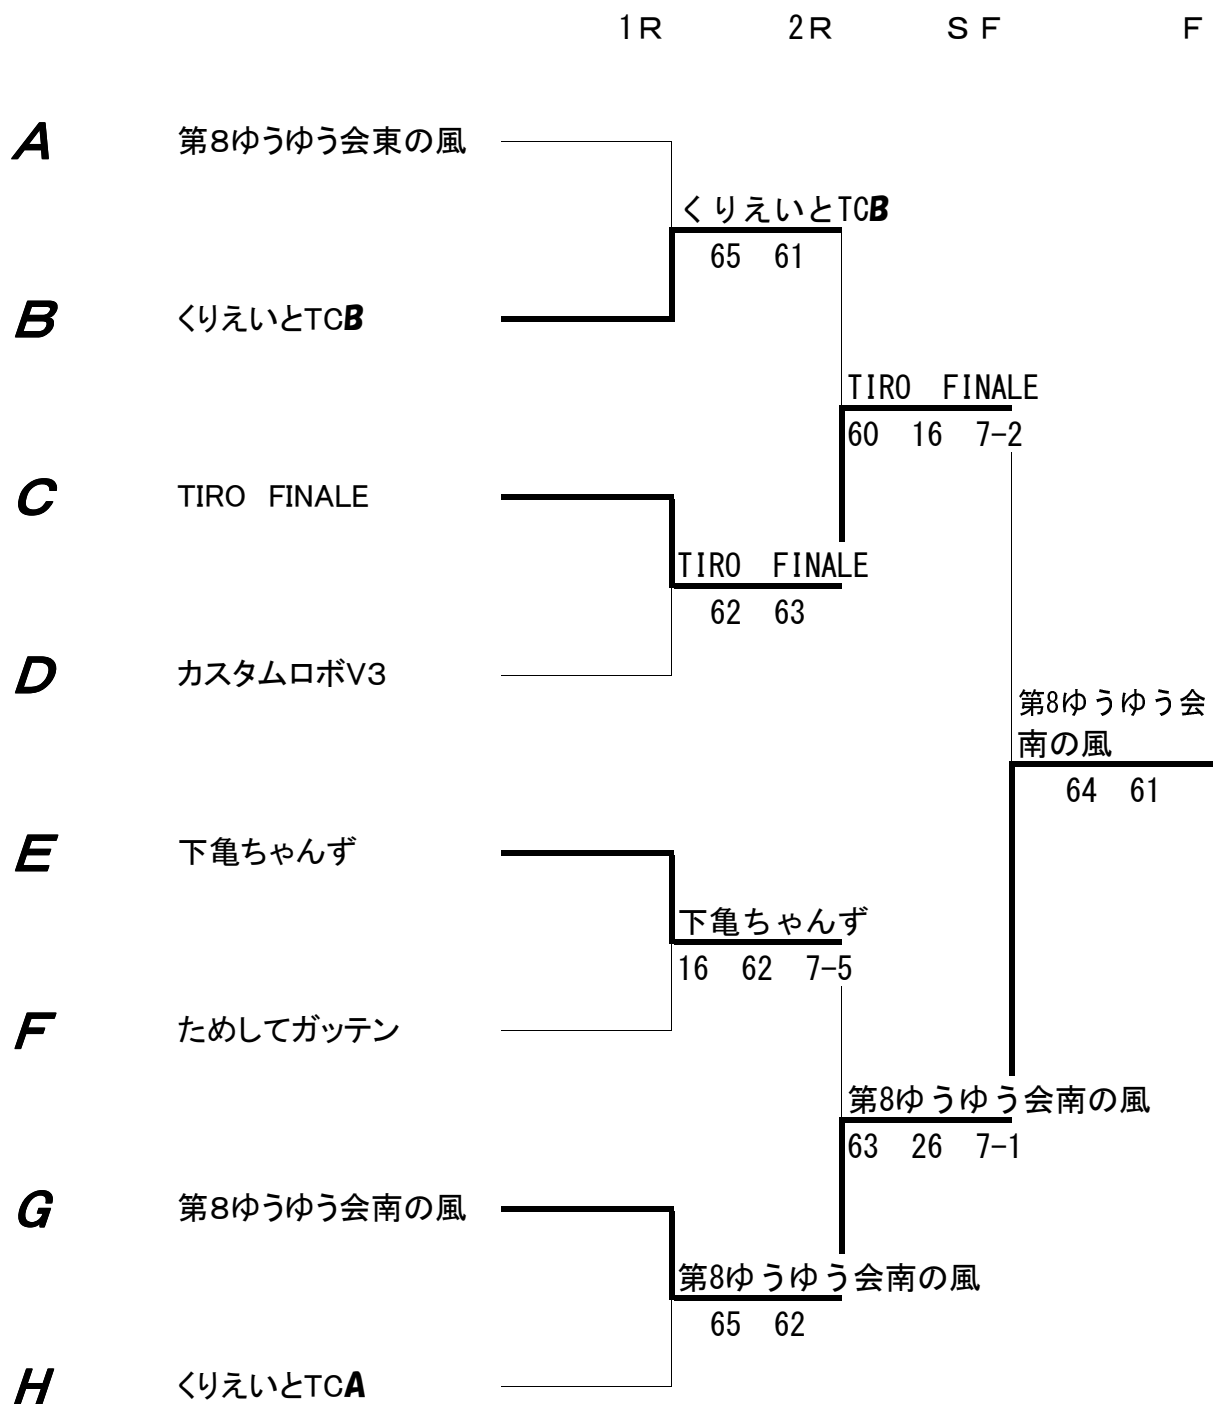 1R 2R SF F
A 第8ゆうゆう会東の風
くりえいとTCB
65 61
B くりえいとTCB
TIRO FINALE
60 16 7-2
C TIRO FINALE
TIRO FINALE
62 63
D カスタムロボV3
第8ゆうゆう会
南の風
64 61
E 下亀ちゃんず
下亀ちゃんず
16 62 7-5
F ためしてガッテン
第8ゆうゆう会南の風
63 26 7-1
G 第8ゆうゆう会南の風
第8ゆうゆう会南の風
65 62
H くりえいとTCA